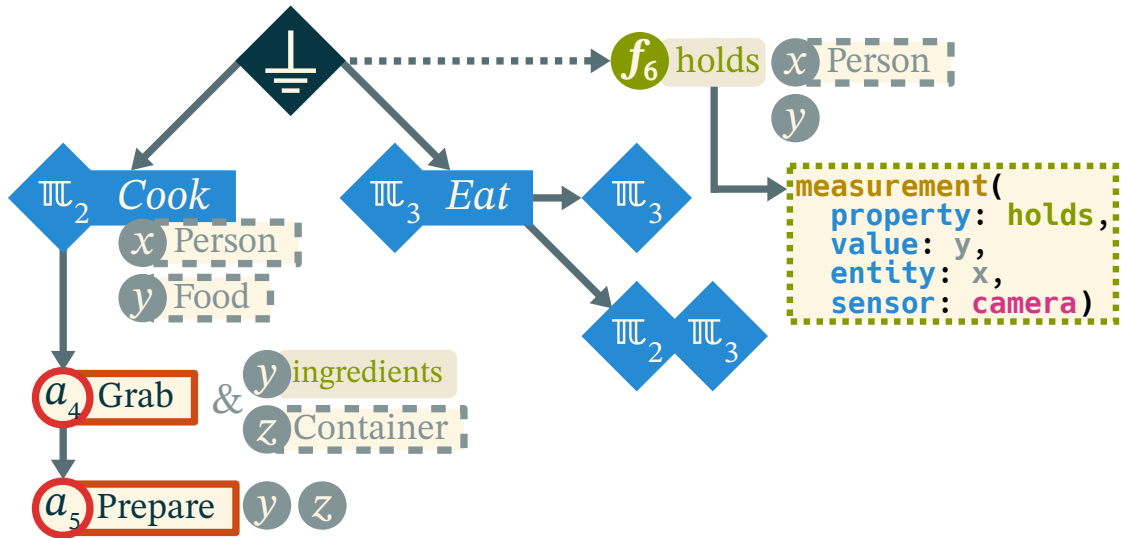 f6 holds x Person
y
π2 Cook
x Person
y Food
π3 Eat
π3
π2 π3
measurement(
property: holds,
value: y,
entity: x,
sensor: camera)
a4 Grab & y ingredients
z Container
a5 Prepare y z